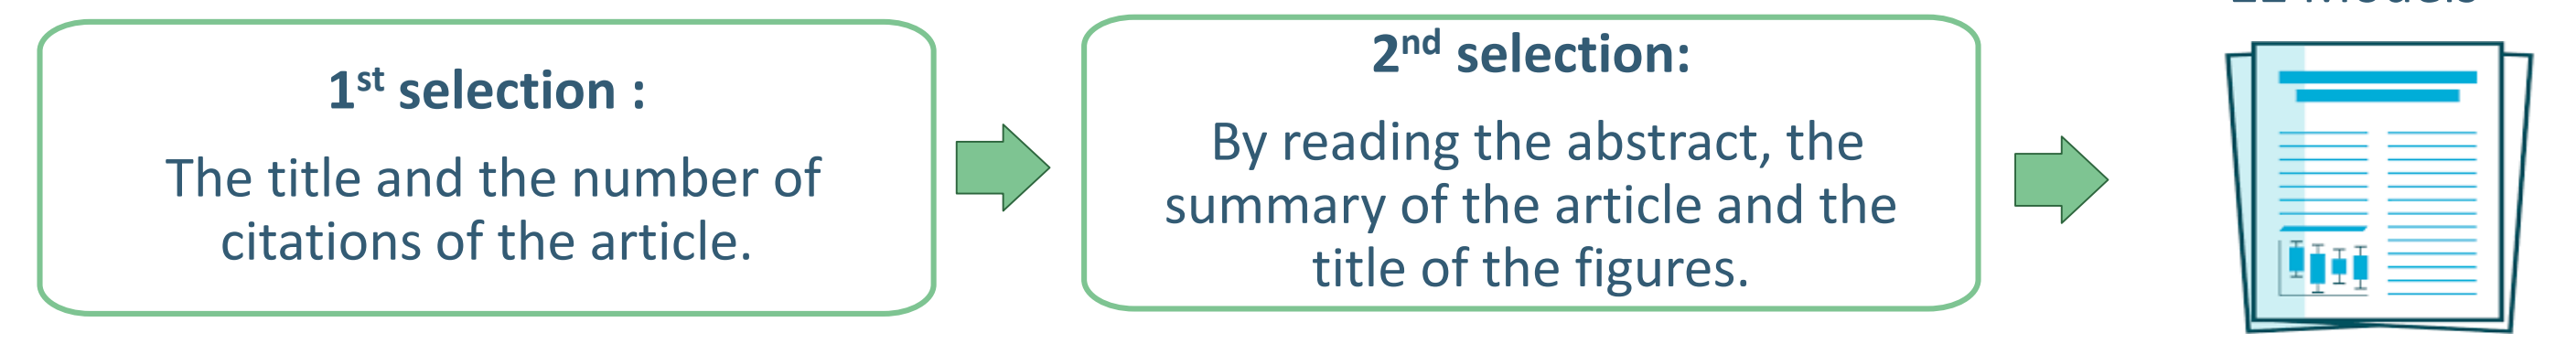 1st selection :
The title and the number of
citations of the article.
2nd selection:
By reading the abstract, the
summary of the article and the
title of the figures.